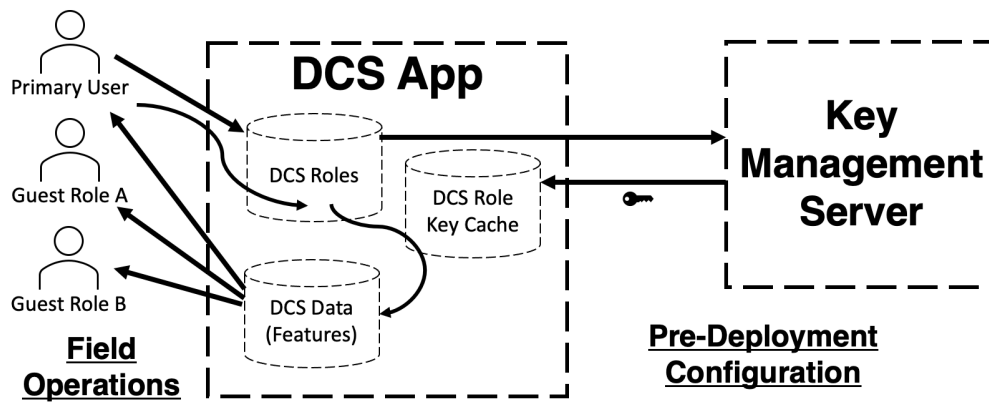 Primary User
Guest Role A
Guest Role B
Field
Operations
DCS App
DCS Roles
DCS Role
Key Cache
DCS Data
(Features)
Key
Management
Server
Pre-Deployment
Configuration